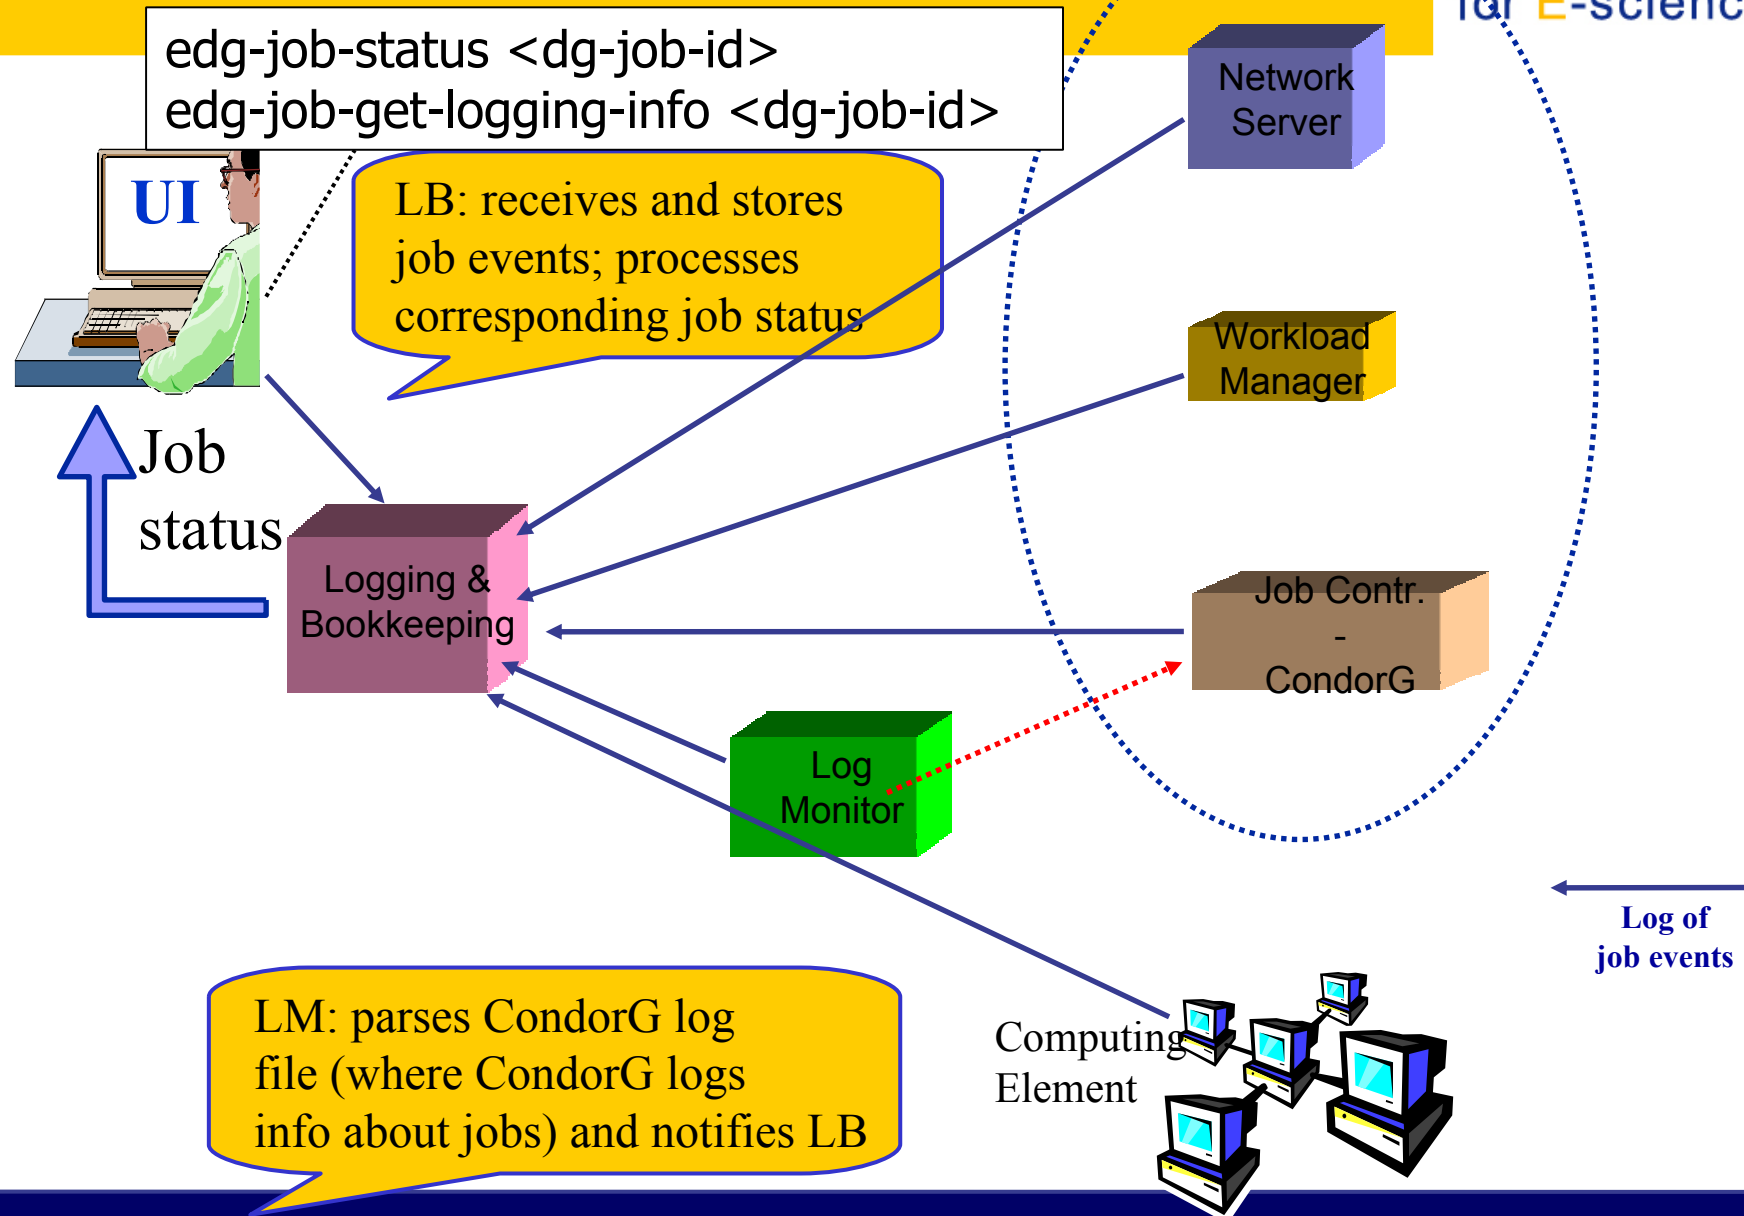 for E-scienc
edg-job-status <dg-job-id>
edg-job-get-logging-info <dg-job-id>
Network
Server
UI
LB: receives and stores
job events; processes
corresponding job status
Workload
Manager
Job
status
Logging &
Bookkeeping
Job Contr.
-
CondorG
Log
Monitor
Log of
job events
LM: parses CondorG log
file (where CondorG logs
info about jobs) and notifies LB
Computing
Element